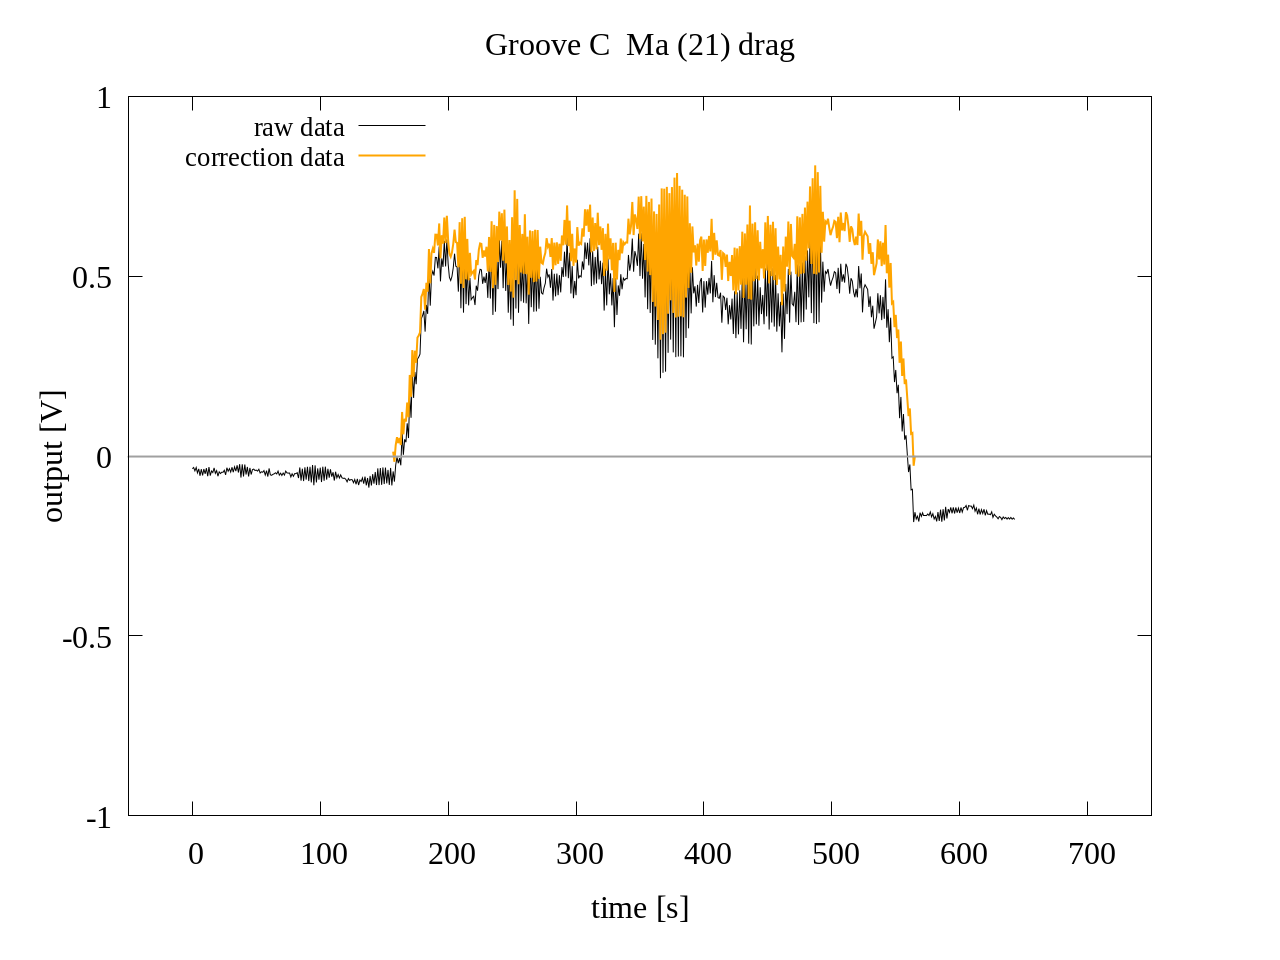 Groove C  Ma (21) drag
raw data
correction data
1
0.5
0
-0.5
-1
output [V]
0 100 200 300 400 500 600 700
time [s]